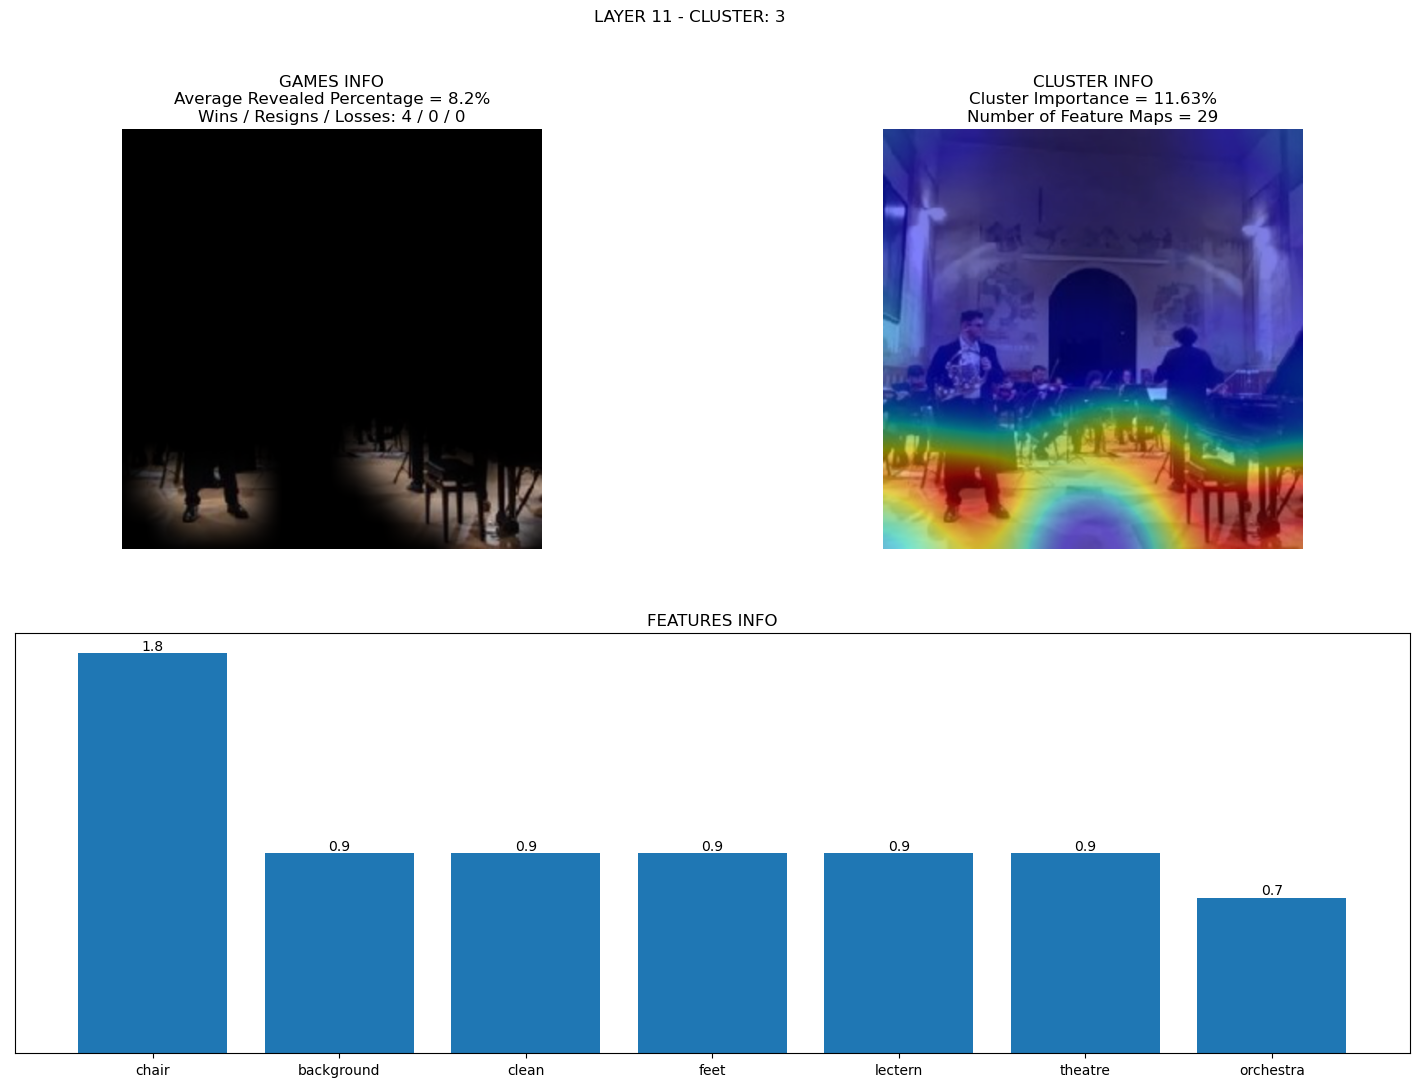 LAYER 11 - CLUSTER: 3
GAMES INFO
Average Revealed Percentage = 8.2%
Wins / Resigns / Losses: 4 / 0 / 0
CLUSTER INFO
Cluster Importance = 11.63%
Number of Feature Maps = 29
FEATURES INFO
1.8
0.9
0.9
0.9
0.9
0.9
0.7
chair
background
clean
feet
lectern
theatre
orchestra